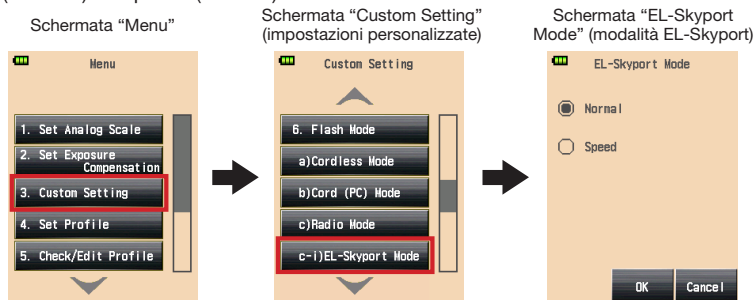 Schermata “Menu”
Schermata “Custom Setting”
(impostazioni personalizzate)
Schermata “EL-Skyport
Mode” (modalità EL-Skyport)
Menu
1. Set Analog Scale
2. Set Exposure
Compensation
3. Custom Setting
4. Set Profile
5. Check/Edit Profile
Custom Setting
6. Flash Mode
a)Cordless Mode
b)Cord (PC) Mode
c)Radio Mode
c-i)EL-Skyport Mode
EL-Skyport Mode
Normal
Speed
OK Cancel